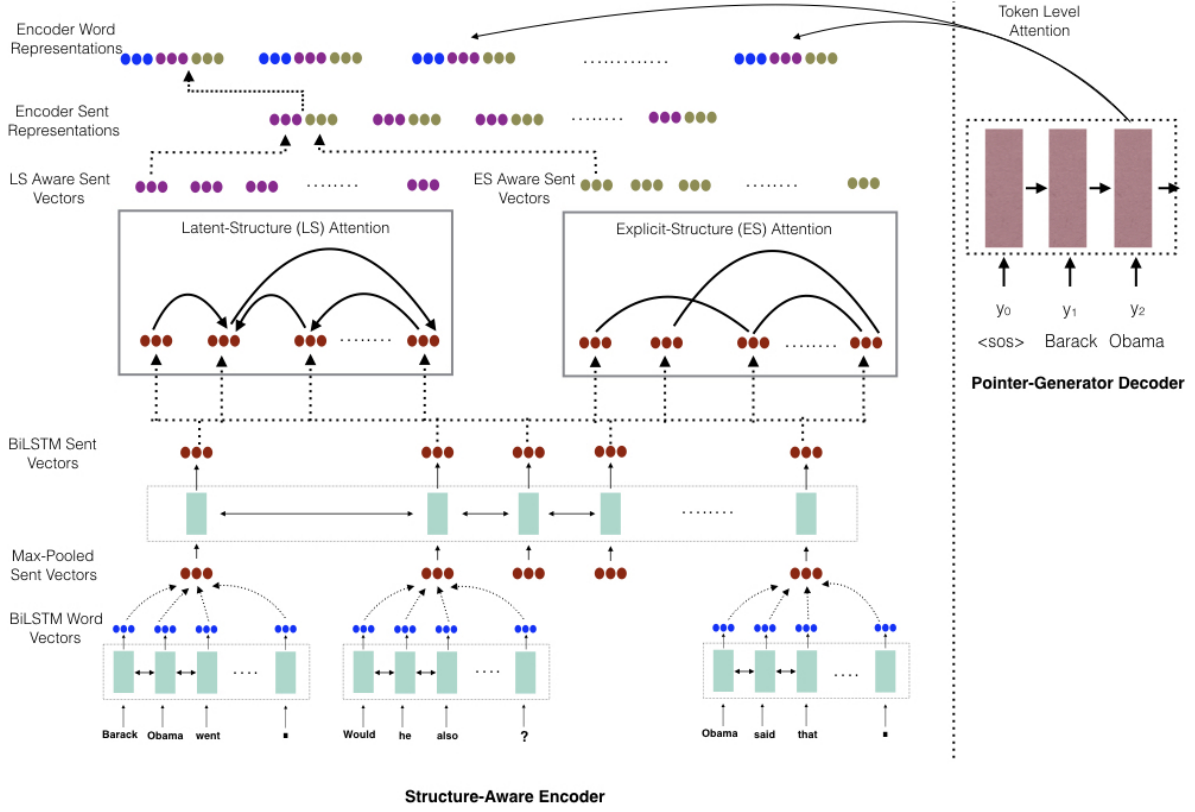 Encoder Word
Representations
Token Level
Attention
Encoder Sent
Representations
LS Aware Sent
Vectors
ES Aware Sent
Vectors
Latent-Structure (LS) Attention
Explicit-Structure (ES) Attention
y0 y1 y2
<sos> Barack Obama
Pointer-Generator Decoder
BiLSTM Sent
Vectors
Max-Pooled
Sent Vectors
BiLSTM Word
Vectors
Barack Obama went .
Would he also ?
Obama said that .
Structure-Aware Encoder